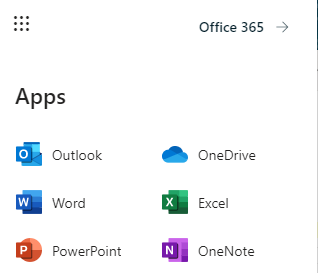 Office 365 →
Apps
Outlook OneDrive
Word Excel
PowerPoint OneNote